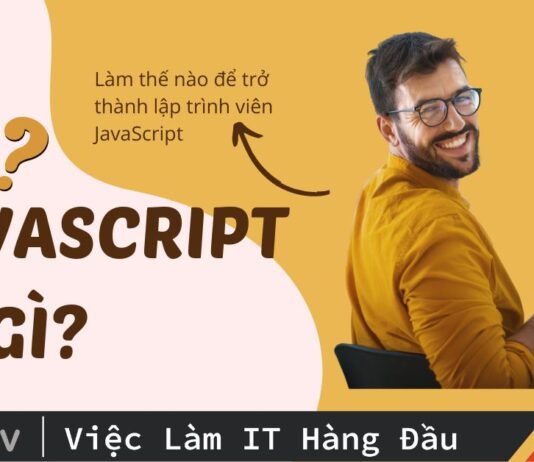 Làm thế nào để trở
thành lập trình viên
JavaScript
?
VASCRIPT
GÌ?
v | Việc Làm IT Hàng Đầu